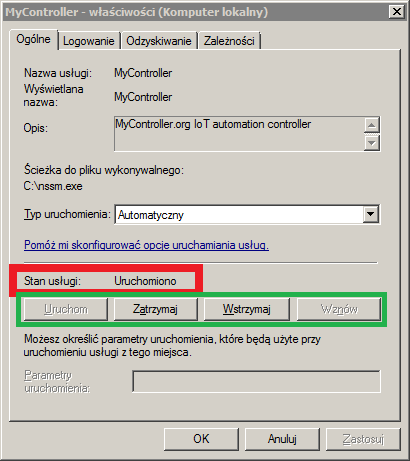 MyController - właściwości (Komputer lokalny)
Ogólne Logowanie Odzyskiwanie Zależności
Nazwa usługi: MyController
Wyświetlana nazwa: MyController
Opis: MyController.org IoT automation controller
Ścieżka do pliku wykonywalnego:
C:\nssm.exe
Typ uruchomienia: Automatyczny
Pomóż mi skonfigurować opcje uruchamiania usług.
Stan usługi: Uruchomiono
Uruchom Zatrzymaj Wstrzymaj Wznów
Możesz określić parametry uruchomienia, które będą użyte przy
uruchomieniu usługi z tego miejsca.
Parametry
uruchomienia:
OK Anuluj Zastosuj